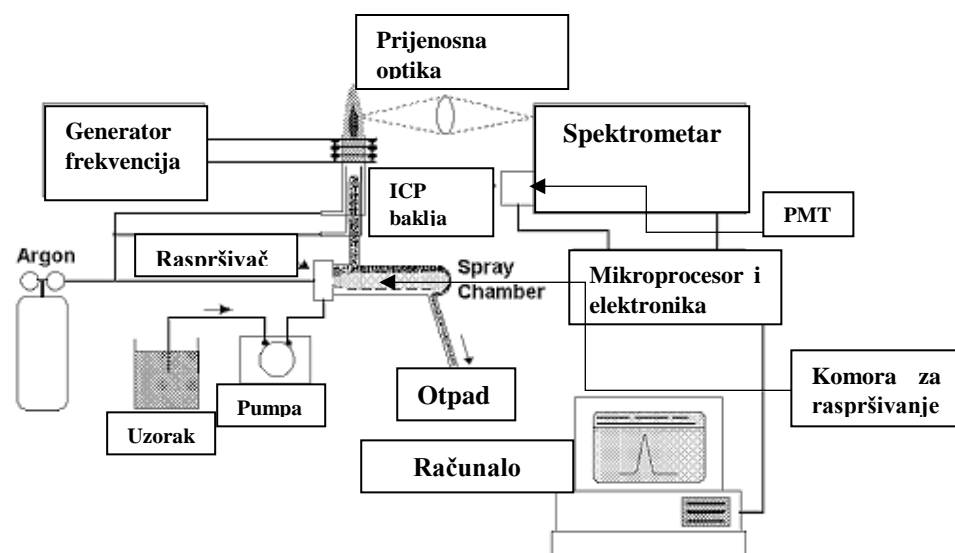 Prijenosna
optika
Generator
frekvencija
Spektrometar
ICP
baklja
PMT
Argon
Raspršivač
Spray
Chamber
Mikroprocesor i
elektronika
Uzorak
Pumpa
Otpad
Komora za
raspršivanje
Računalo